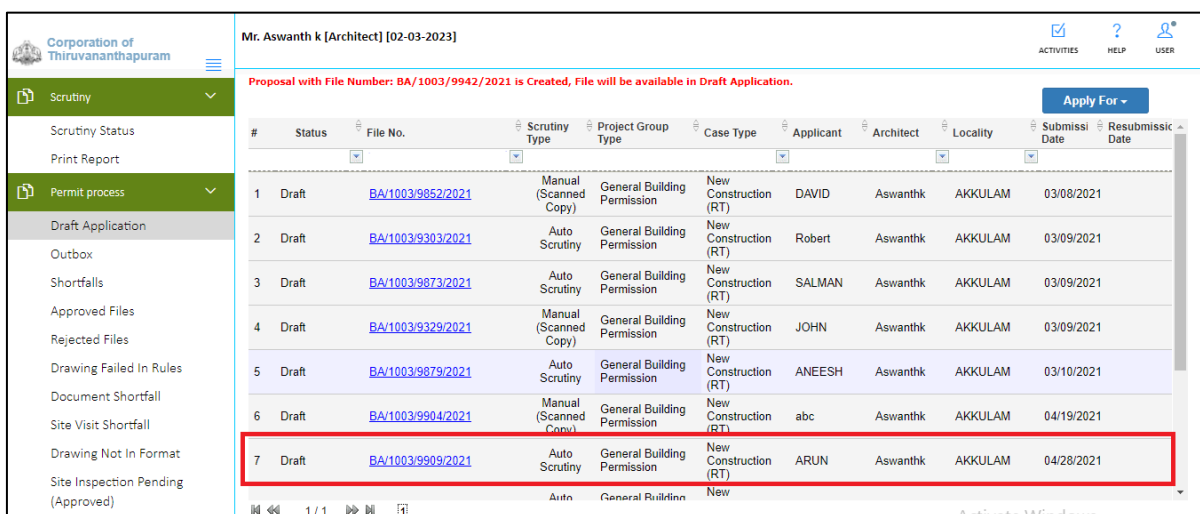 Corporation of
Thiruvananthapuram
Mr. Aswanth k [Architect] [02-03-2023]
ACTIVITIES HELP USER
Proposal with File Number: BA/1003/9942/2021 is Created, File will be available in Draft Application.
Apply For
Scrutiny
Scrutiny Status
Print Report
Permit process
Draft Application
Outbox
Shortfalls
Approved Files
Rejected Files
Drawing Failed In Rules
Document Shortfall
Site Visit Shortfall
Drawing Not In Format
Site Inspection Pending
(Approved)
# Status File No. Scrutiny Type Project Group Type Case Type Applicant Architect Locality Submissi Date Resubmissic Date
1 Draft BA/1003/9852/2021 Manual (Scanned Copy) General Building Permission New Construction (RT) DAVID Aswanthk AKKULAM 03/08/2021
2 Draft BA/1003/9303/2021 Auto Scrutiny General Building Permission New Construction (RT) Robert Aswanthk AKKULAM 03/09/2021
3 Draft BA/1003/9873/2021 Auto Scrutiny General Building Permission New Construction (RT) SALMAN Aswanthk AKKULAM 03/09/2021
4 Draft BA/1003/9329/2021 Manual (Scanned Copy) General Building Permission New Construction (RT) JOHN Aswanthk AKKULAM 03/09/2021
5 Draft BA/1003/9879/2021 Auto Scrutiny General Building Permission New Construction (RT) ANEESH Aswanthk AKKULAM 03/10/2021
6 Draft BA/1003/9904/2021 Manual (Scanned Copy) General Building Permission New Construction (RT) abc Aswanthk AKKULAM 04/19/2021
7 Draft BA/1003/9909/2021 Auto Scrutiny General Building Permission New Construction (RT) ARUN Aswanthk AKKULAM 04/28/2021
Auto General Building New
1 / 1 1